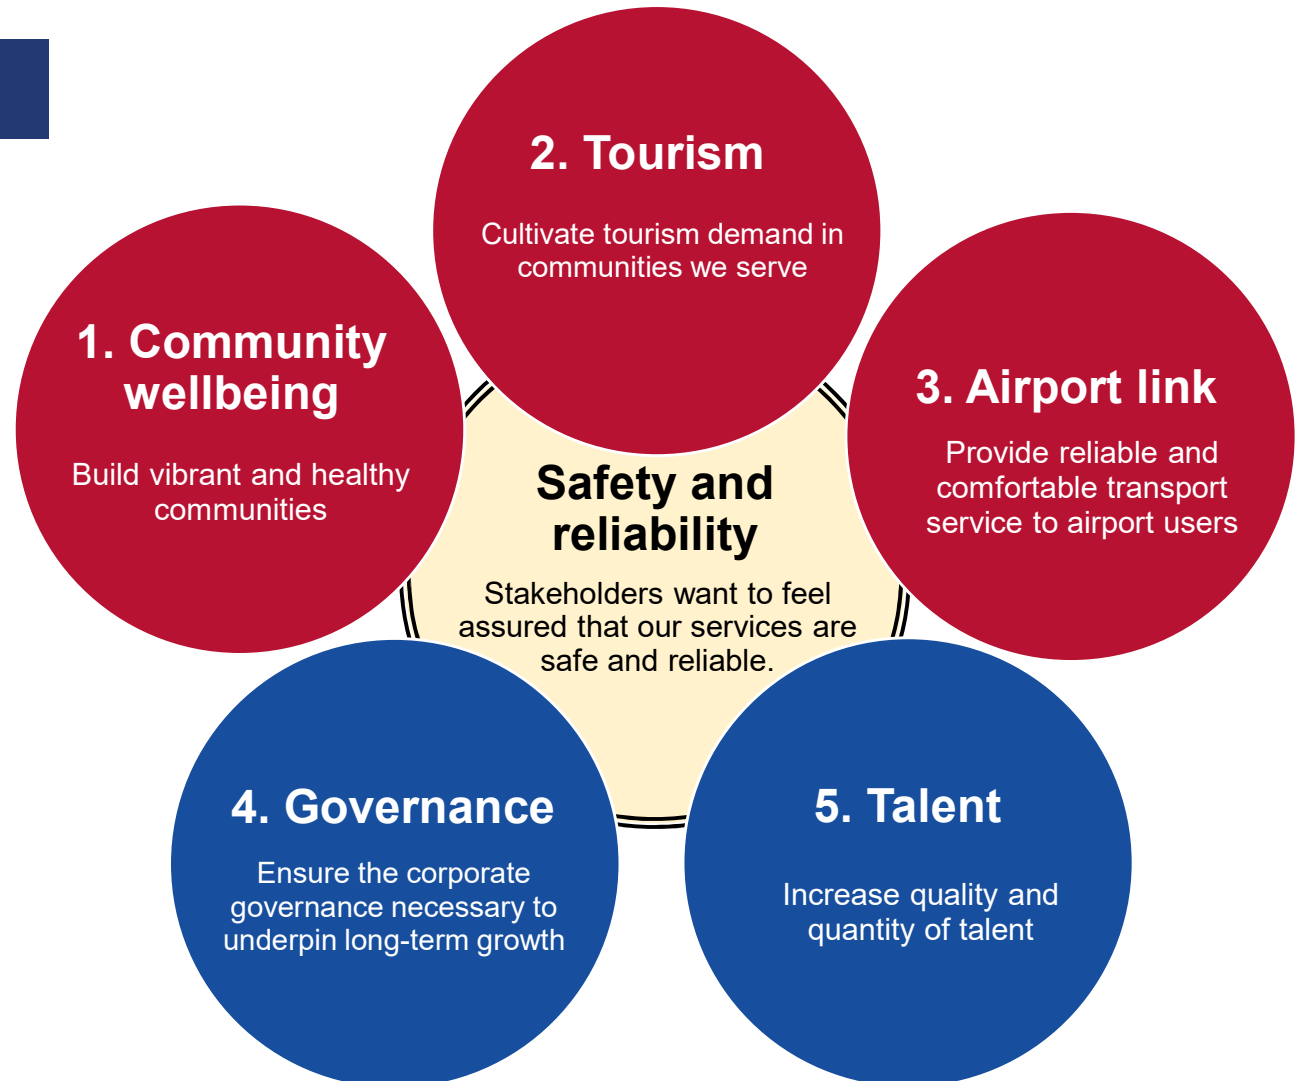 1. Community
wellbeing
Build vibrant and healthy
communities
2. Tourism
Cultivate tourism demand in
communities we serve
3. Airport link
Provide reliable and
comfortable transport
service to airport users
Safety and
reliability
Stakeholders want to feel
assured that our services are
safe and reliable.
4. Governance
Ensure the corporate
governance necessary to
underpin long-term growth
5. Talent
Increase quality and
quantity of talent